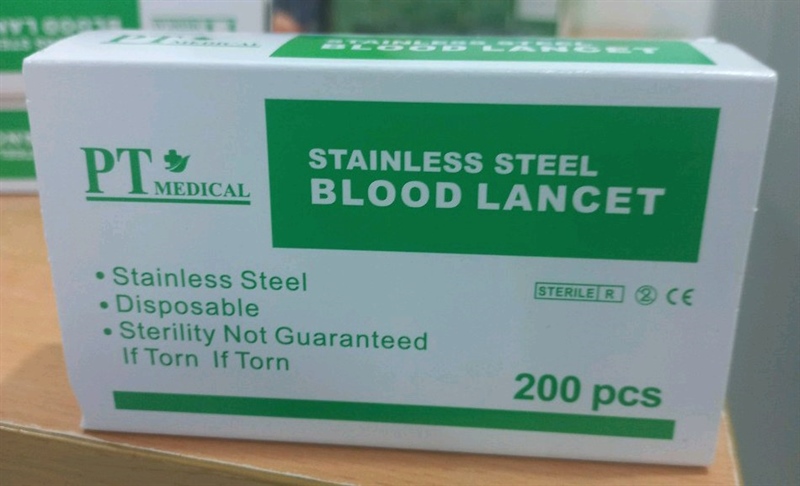 PT MEDICAL
STAINLESS STEEL
BLOOD LANCET
PT MEDICAL
STAINLESS STEEL
BLOOD LANCET
• Stainless Steel
• Disposable
• Sterility Not Guaranteed
If Torn If Torn
STERILE R 2 CE
200 pcs